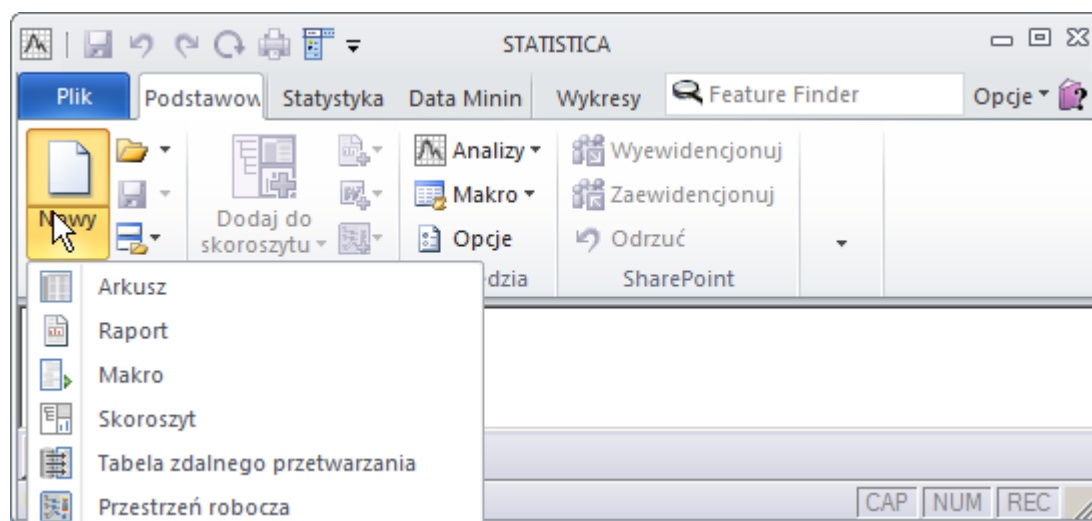 STATISTICA
Plik Podstawow Statystyka Data Minin Wykresy Feature Finder Opcje
Nowy
Dodaj do
skoroszytu
Analizy
Makro
Opcje
dzia
Wyewidencjonuj
Zaewidencjonuj
Odrzuć
SharePoint
Arkusz
Raport
Makro
Skoroszyt
Tabela zdalnego przetwarzania
Przestrzeń robocza
CAP NUM REC